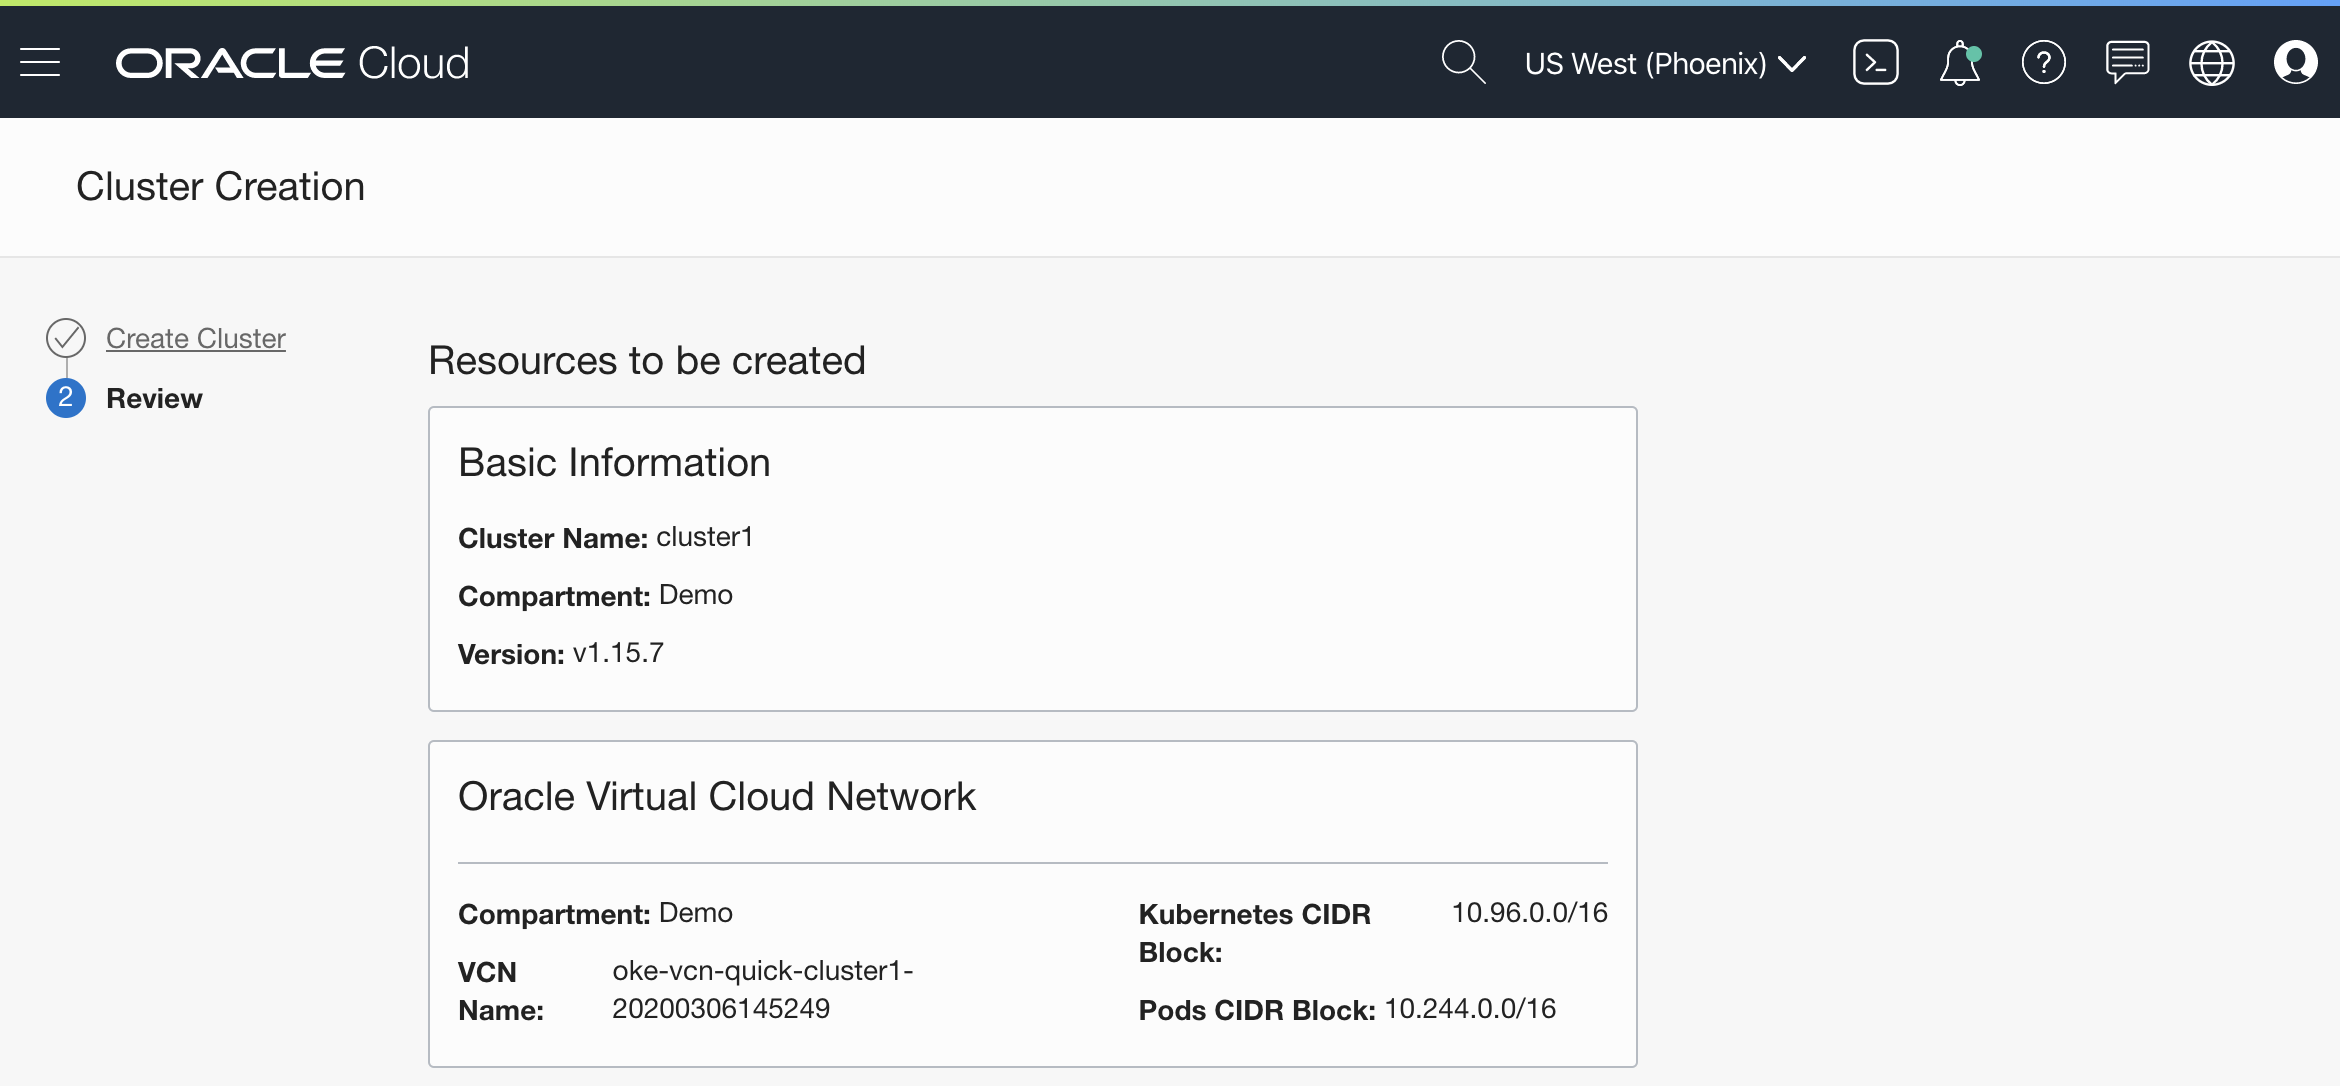 ORACLE Cloud
US West (Phoenix)
Cluster Creation
Create Cluster
2 Review
Resources to be created
Basic Information
Cluster Name: cluster1
Compartment: Demo
Version: v1.15.7
Oracle Virtual Cloud Network
Compartment: Demo
VCN Name: oke-vcn-quick-cluster1-
20200306145249
Kubernetes CIDR 10.96.0.0/16
Block:
Pods CIDR Block: 10.244.0.0/16